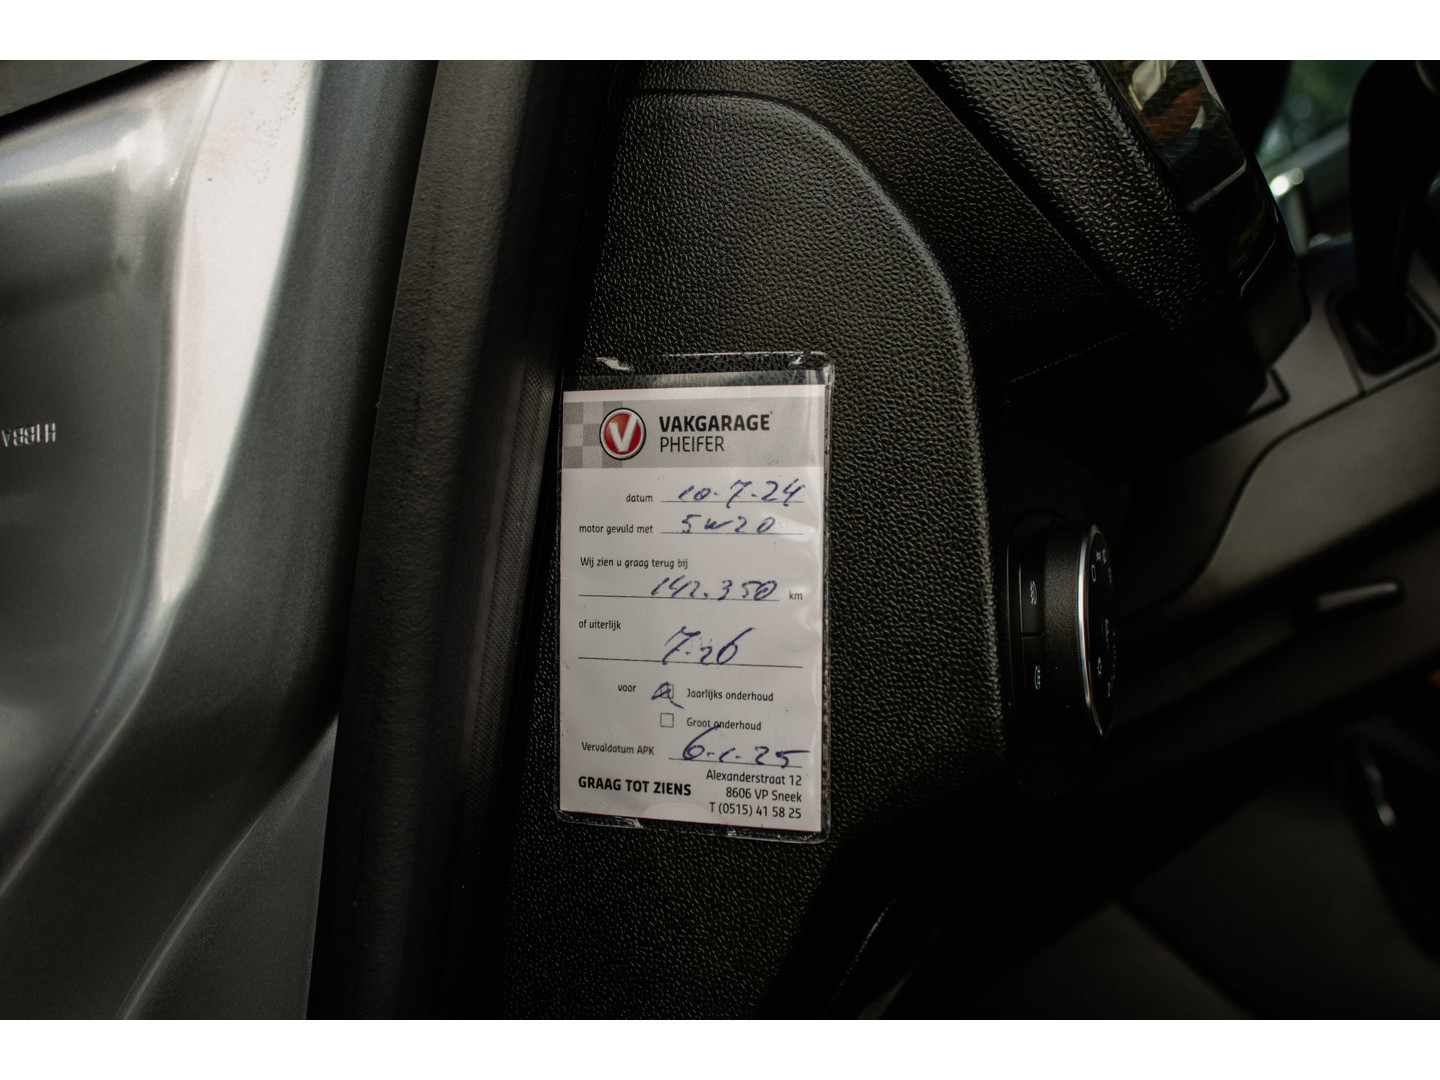 VAKGARAGE
PHEIFER
datum 10-7-24
motor gevuld met 5W20
Wij zien u graag terug bij
142.350 km
of uiterlijk
7-26
voor Jaarlijks onderhoud
Groot onderhoud
Vervaldatum APK 6-1-25
GRAAG TOT ZIENS
Alexanderstraat 12
8606 VP Sneek
T (0515) 41 58 25